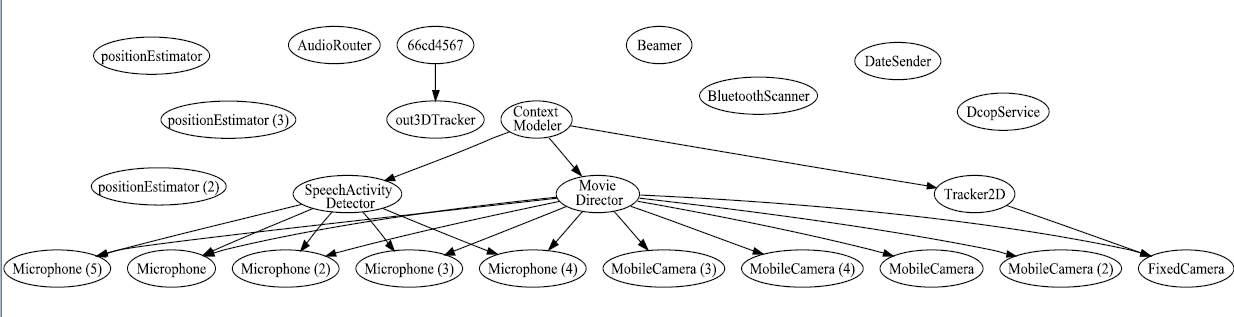 positionEstimator
AudioRouter
66cd4567
Beamer
DateSender
BluetoothScanner
positionEstimator (3)
out3DTracker
Context
Modeler
DcopService
positionEstimator (2)
SpeechActivity
Detector
Movie
Director
Tracker2D
Microphone (5)
Microphone
Microphone (2)
Microphone (3)
Microphone (4)
MobileCamera (3)
MobileCamera (4)
MobileCamera
MobileCamera (2)
FixedCamera